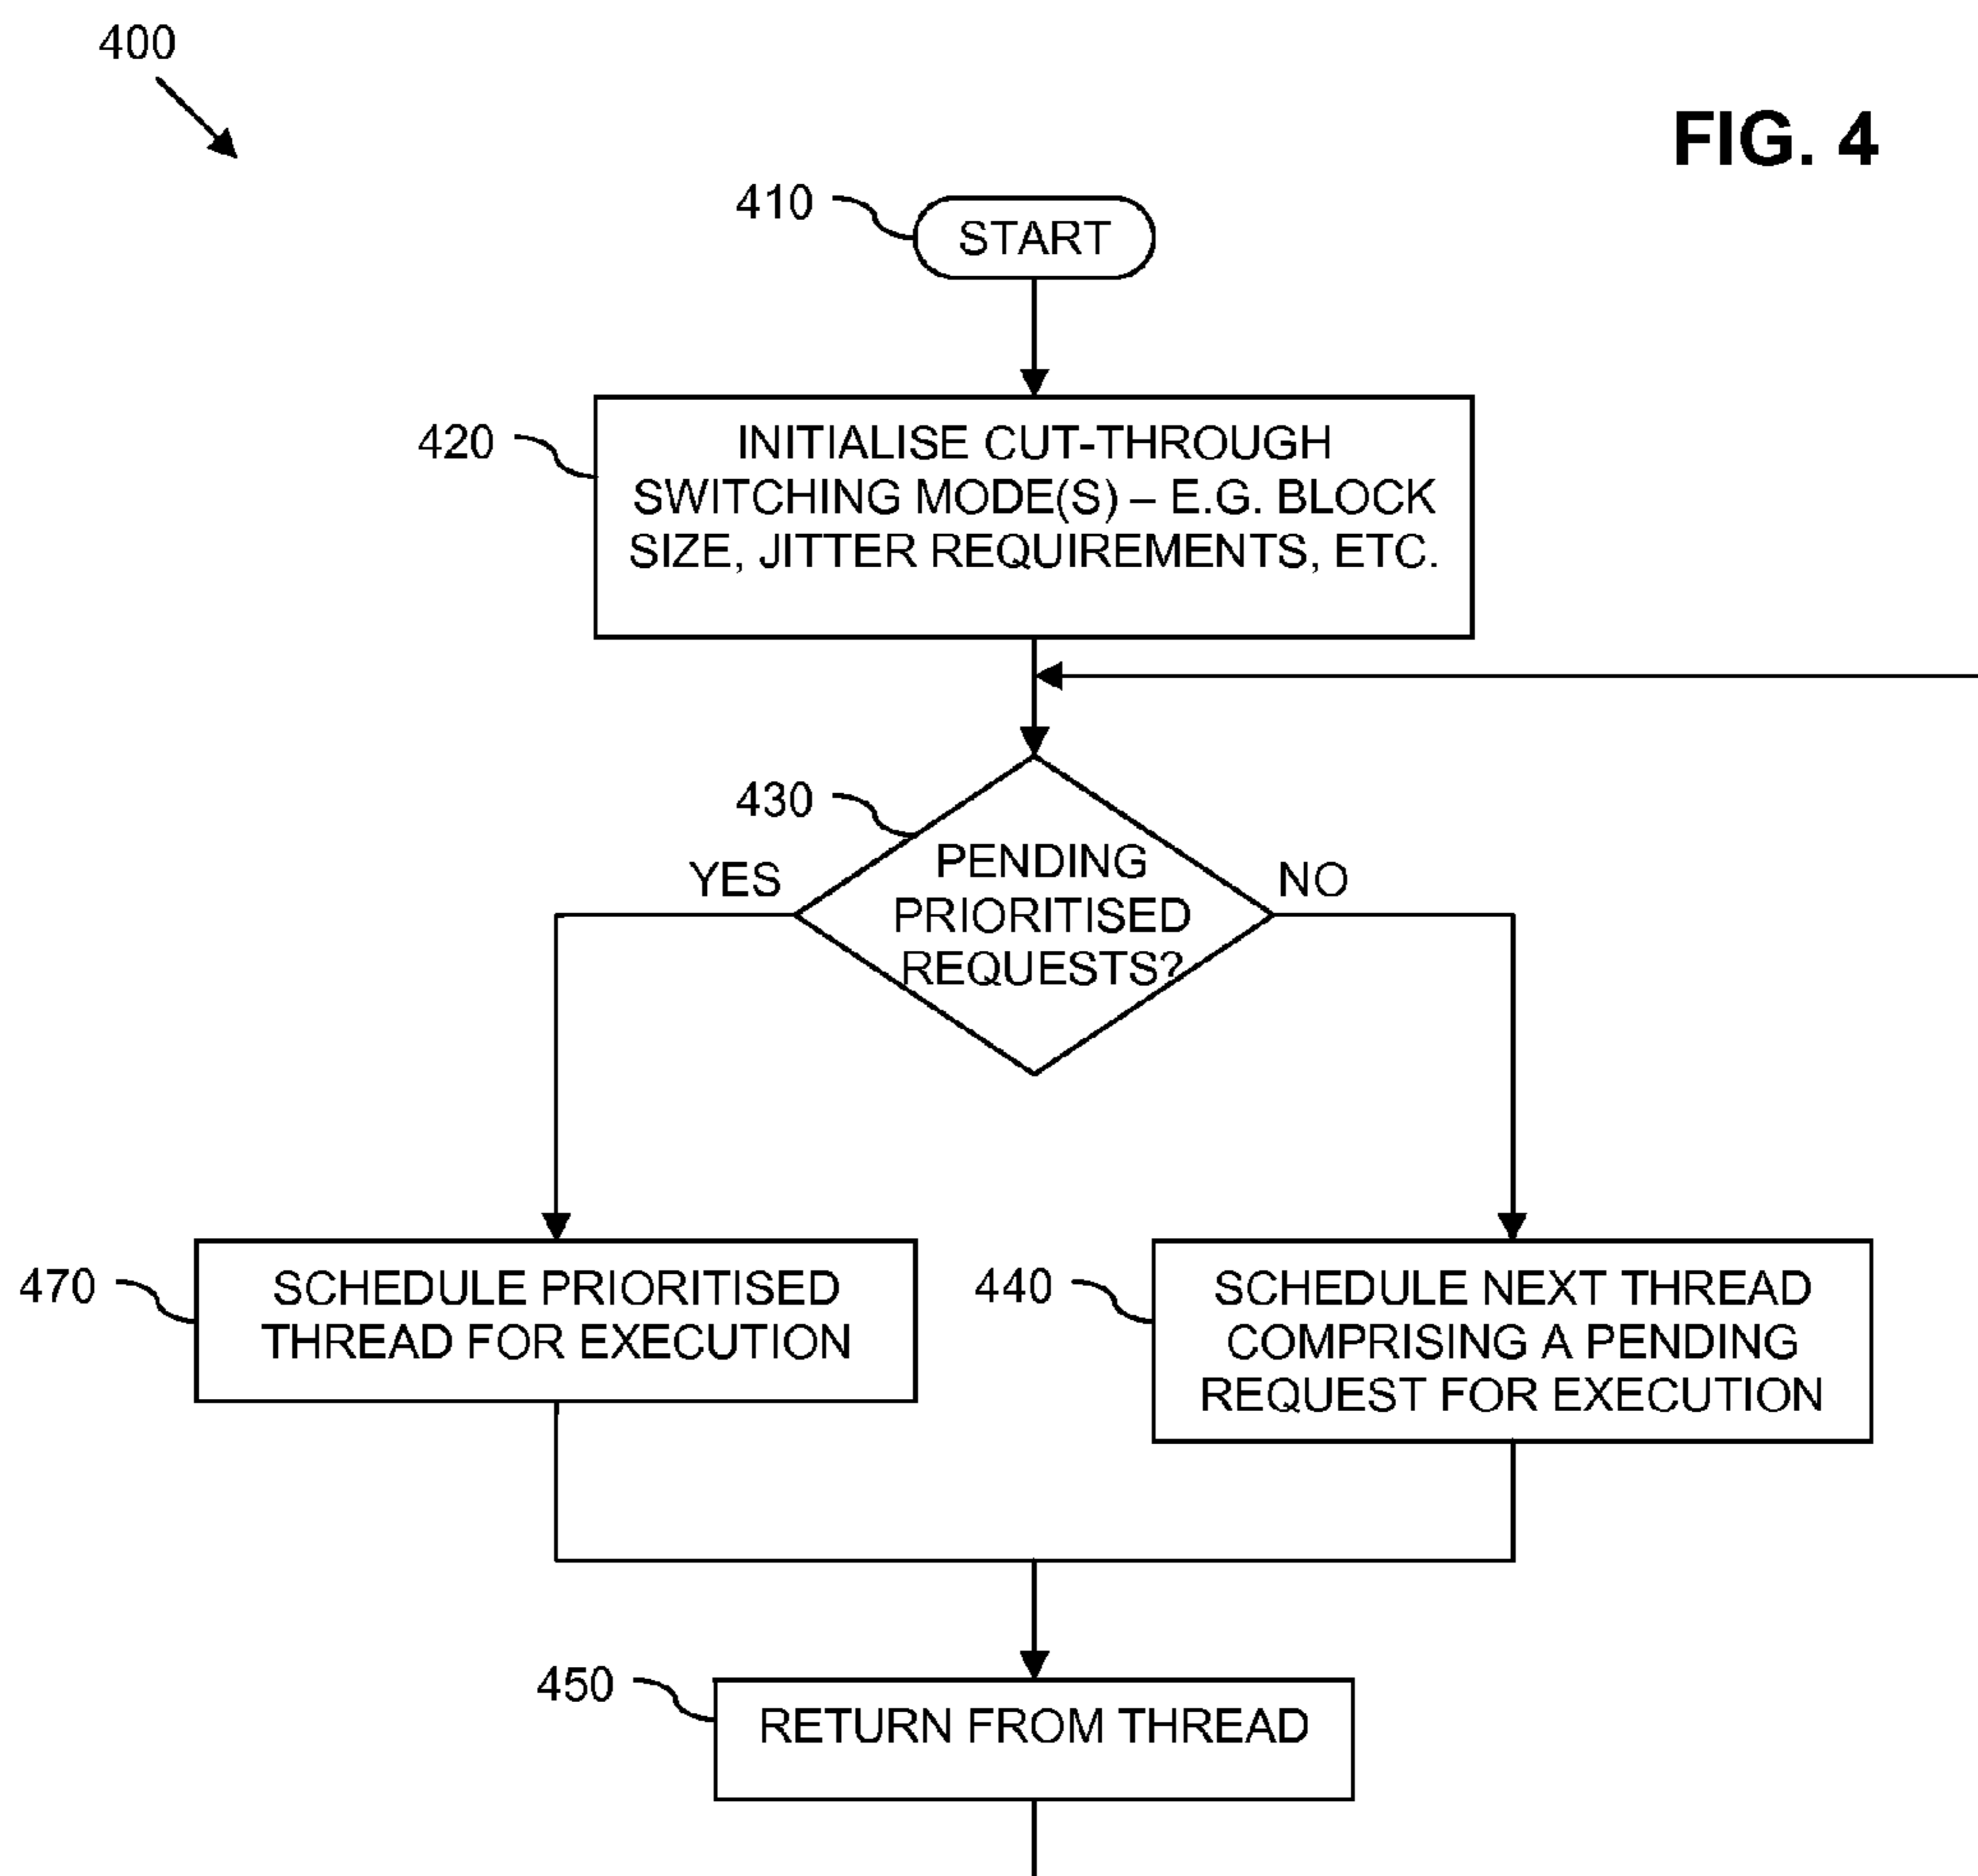 400
FIG. 4
410
START
420
INITIALISE CUT-THROUGH
SWITCHING MODE(S) – E.G. BLOCK
SIZE, JITTER REQUIREMENTS, ETC.
430
YES
PENDING
PRIORITISED
REQUESTS?
NO
470
SCHEDULE PRIORITISED
THREAD FOR EXECUTION
440
SCHEDULE NEXT THREAD
COMPRISING A PENDING
REQUEST FOR EXECUTION
450
RETURN FROM THREAD